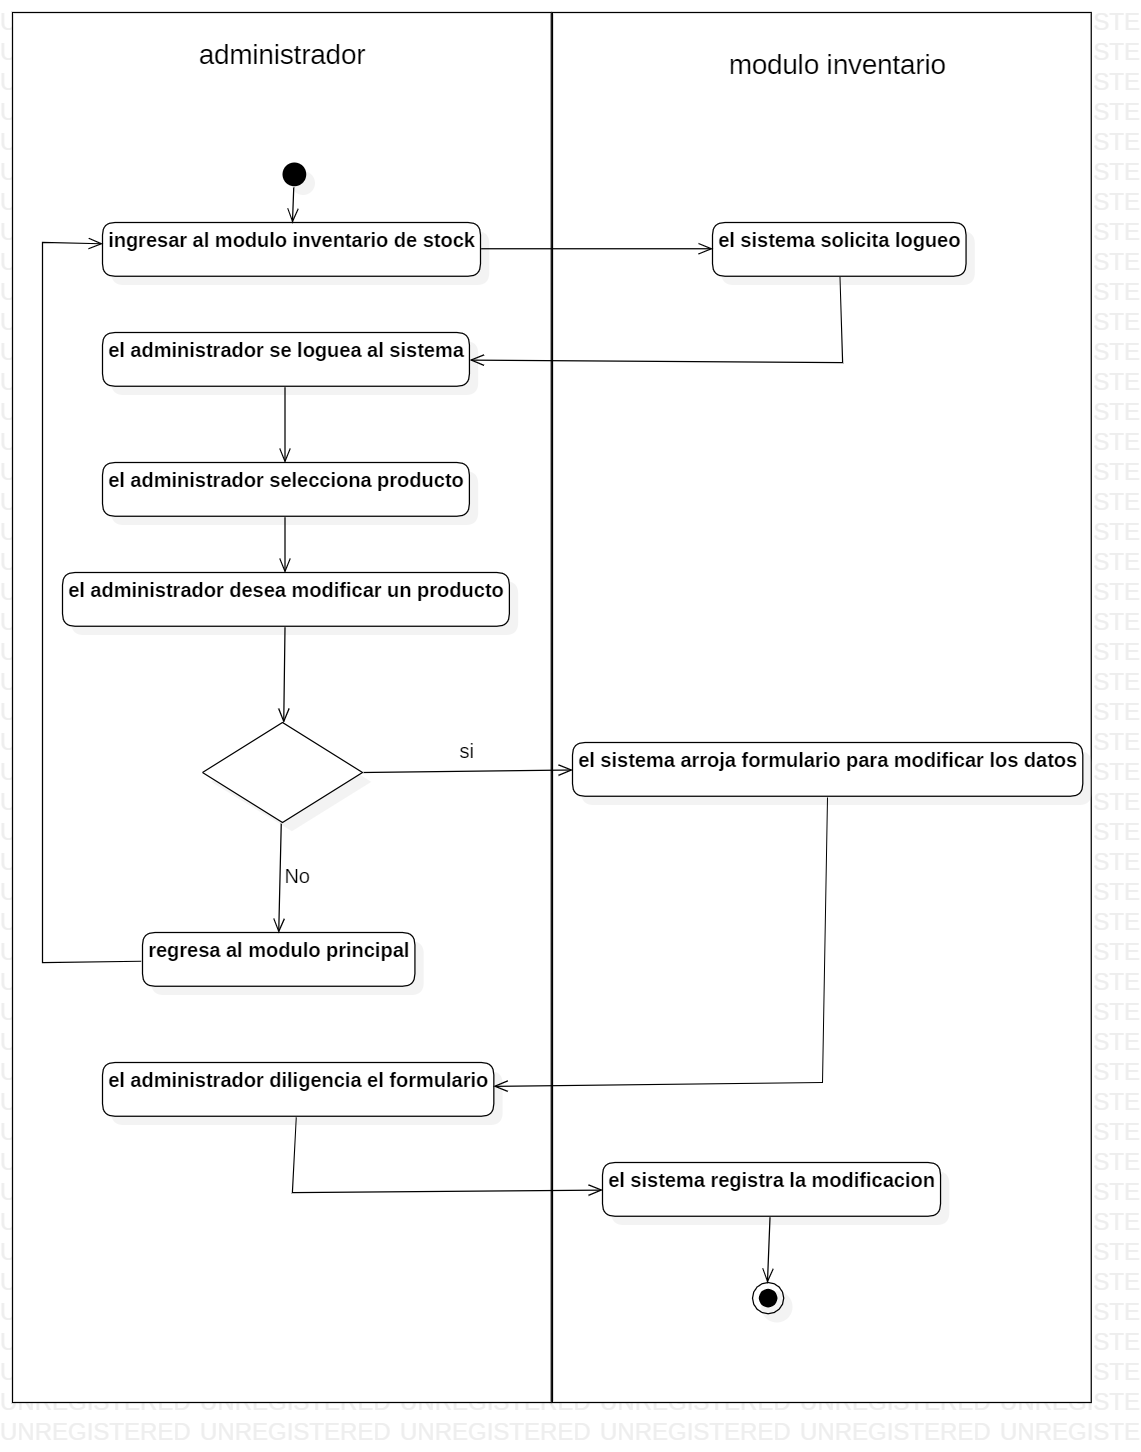 administrador
modulo inventario
ingresar al modulo inventario de stock
el sistema solicita logueo
el administrador se loguea al sistema
el administrador selecciona producto
el administrador desea modificar un producto
si
el sistema arroja formulario para modificar los datos
No
regresa al modulo principal
el administrador diligencia el formulario
el sistema registra la modificacion
UNREGISTERED UNREGISTERED UNREGISTERED UNREGISTERED UNREGISTERED UNREGISTE